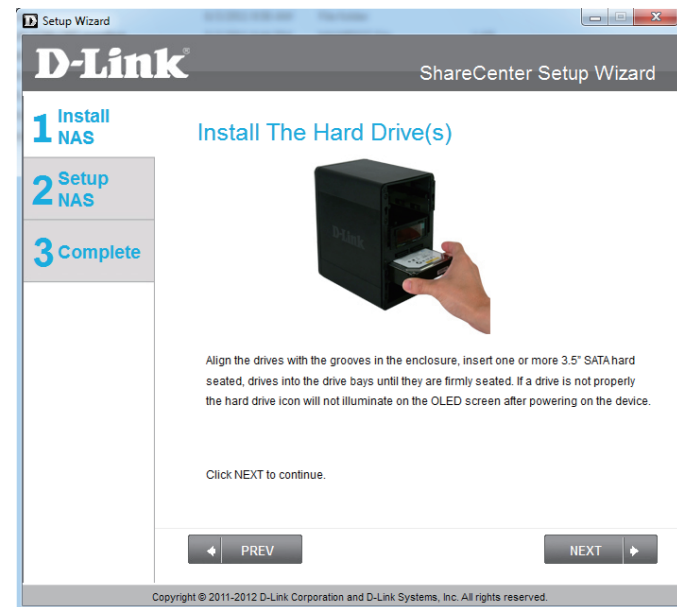 Setup Wizard
D-Link®
ShareCenter Setup Wizard
1 Install NAS
2 Setup NAS
3 Complete
Install The Hard Drive(s)
D-Link
Align the drives with the grooves in the enclosure, insert one or more 3.5" SATA hard
seated, drives into the drive bays until they are firmly seated. If a drive is not properly
the hard drive icon will not illuminate on the OLED screen after powering on the device.
Click NEXT to continue.
PREV
NEXT
Copyright © 2011-2012 D-Link Corporation and D-Link Systems, Inc. All rights reserved.